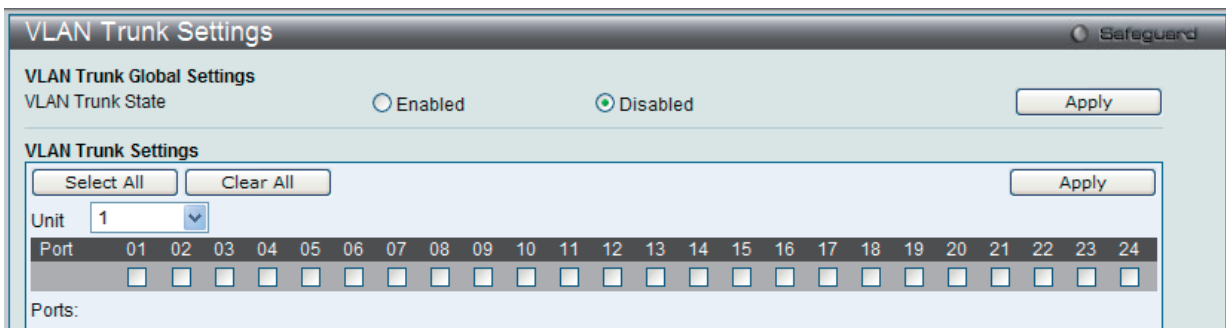 VLAN Trunk Settings Safeguard
VLAN Trunk Global Settings
VLAN Trunk State Enabled Disabled Apply
VLAN Trunk Settings
Select All Clear All Apply
Unit 1
Port 01 02 03 04 05 06 07 08 09 10 11 12 13 14 15 16 17 18 19 20 21 22 23 24
Ports: